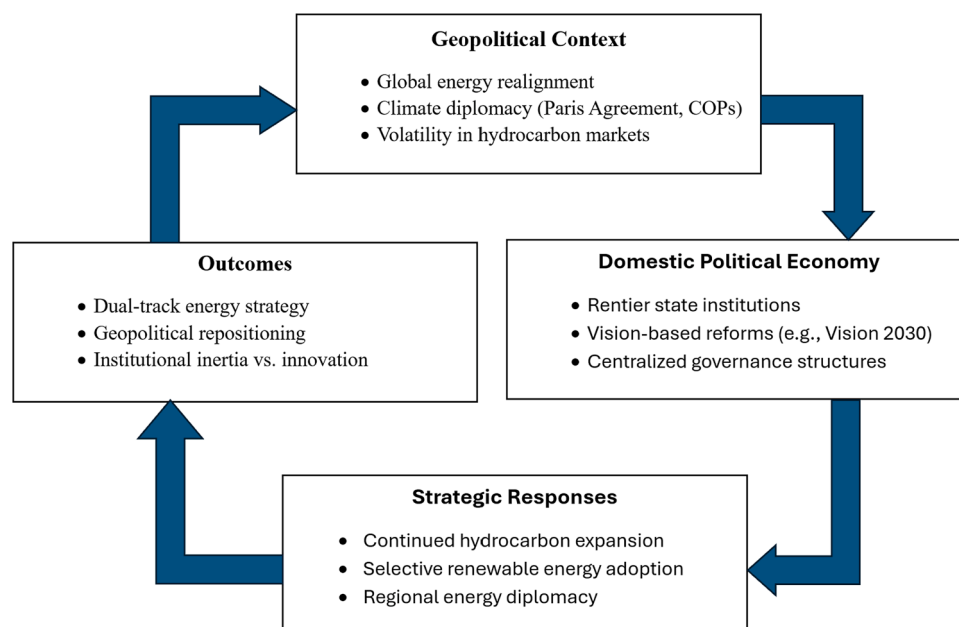 Geopolitical Context
• Global energy realignment
• Climate diplomacy (Paris Agreement, COPs)
• Volatility in hydrocarbon markets
Domestic Political Economy
• Rentier state institutions
• Vision-based reforms (e.g., Vision 2030)
• Centralized governance structures
Strategic Responses
• Continued hydrocarbon expansion
• Selective renewable energy adoption
• Regional energy diplomacy
Outcomes
• Dual-track energy strategy
• Geopolitical repositioning
• Institutional inertia vs. innovation